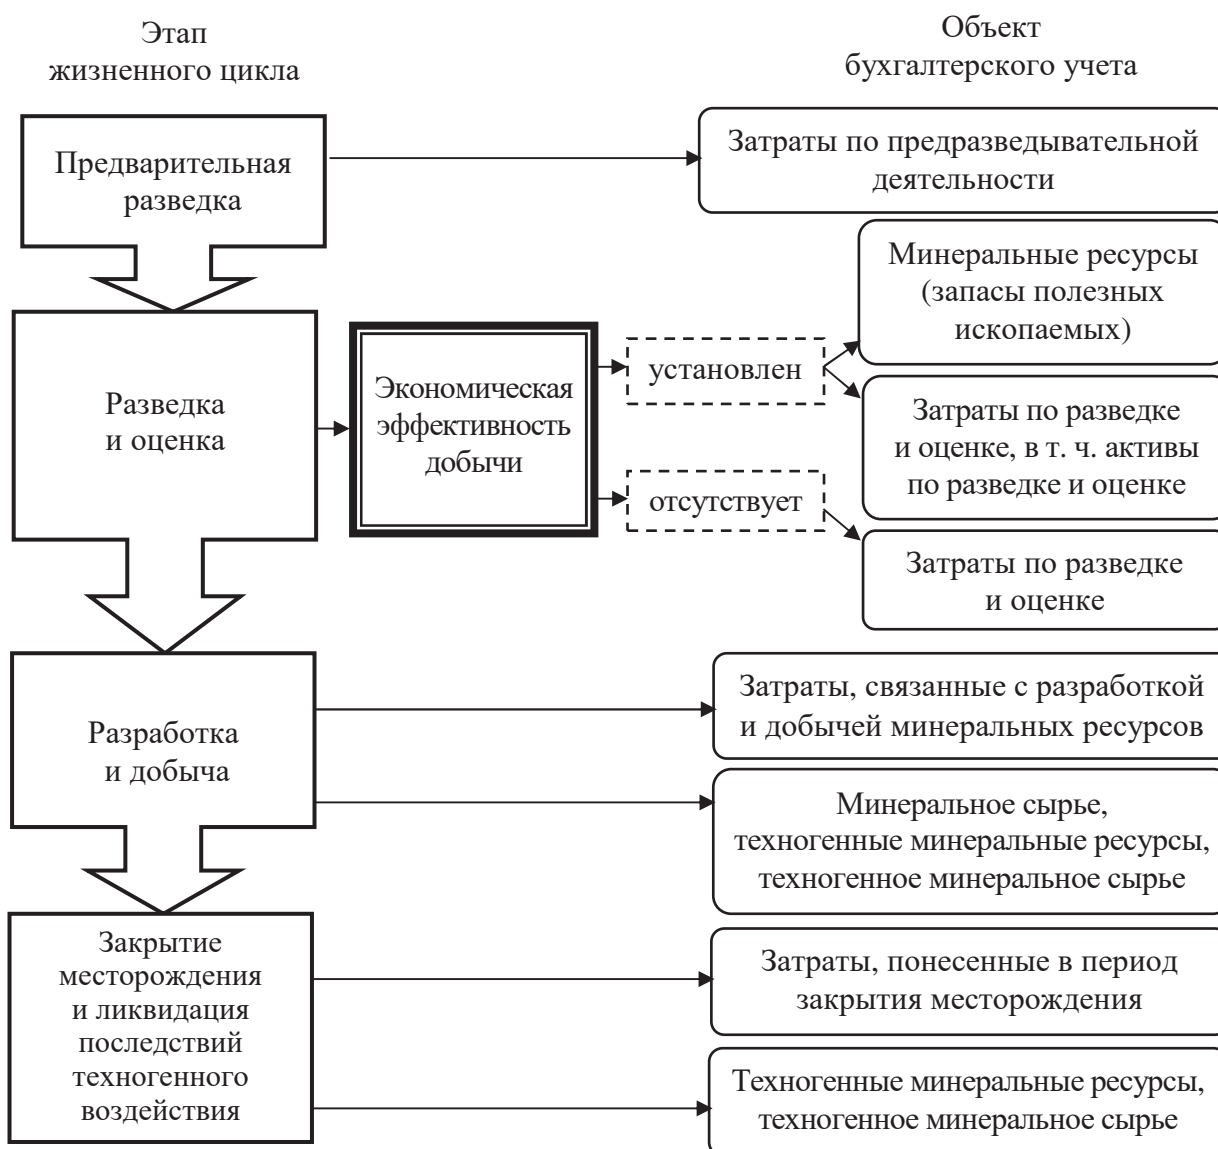 Этап
жизненного цикла
Объект
бухгалтерского учета
Предварительная
разведка
Затраты по предразведывательной
деятельности
Разведка
и оценка
Экономическая
эффективность
добычи
установлен
отсутствует
Минеральные ресурсы
(запасы полезных
ископаемых)
Затраты по разведке
и оценке, в т. ч. активы
по разведке и оценке
Затраты по разведке
и оценке
Разработка
и добыча
Затраты, связанные с разработкой
и добычей минеральных ресурсов
Минеральное сырье,
техногенные минеральные ресурсы,
техногенное минеральное сырье
Закрытие
месторождения
и ликвидация
последствий
техногенного
воздействия
Затраты, понесенные в период
закрытия месторождения
Техногенные минеральные ресурсы,
техногенное минеральное сырье